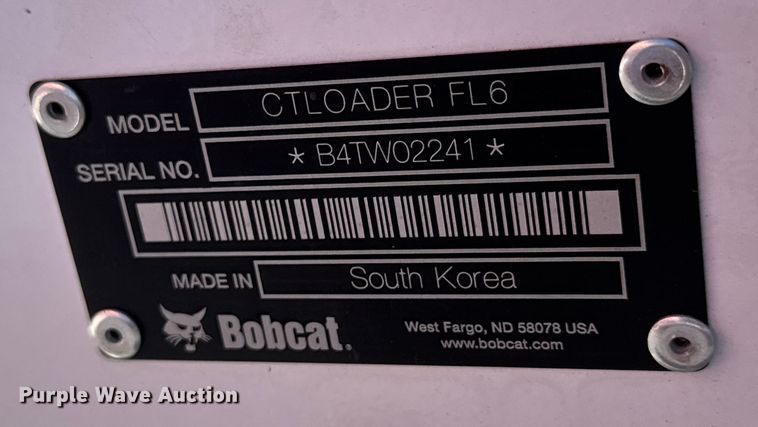 MODEL CTLOADER FL6
SERIAL NO. * B4TW02241 *
MADE IN South Korea
Bobcat.
West Fargo, ND 58078 USA
www.bobcat.com
Purple Wave Auction